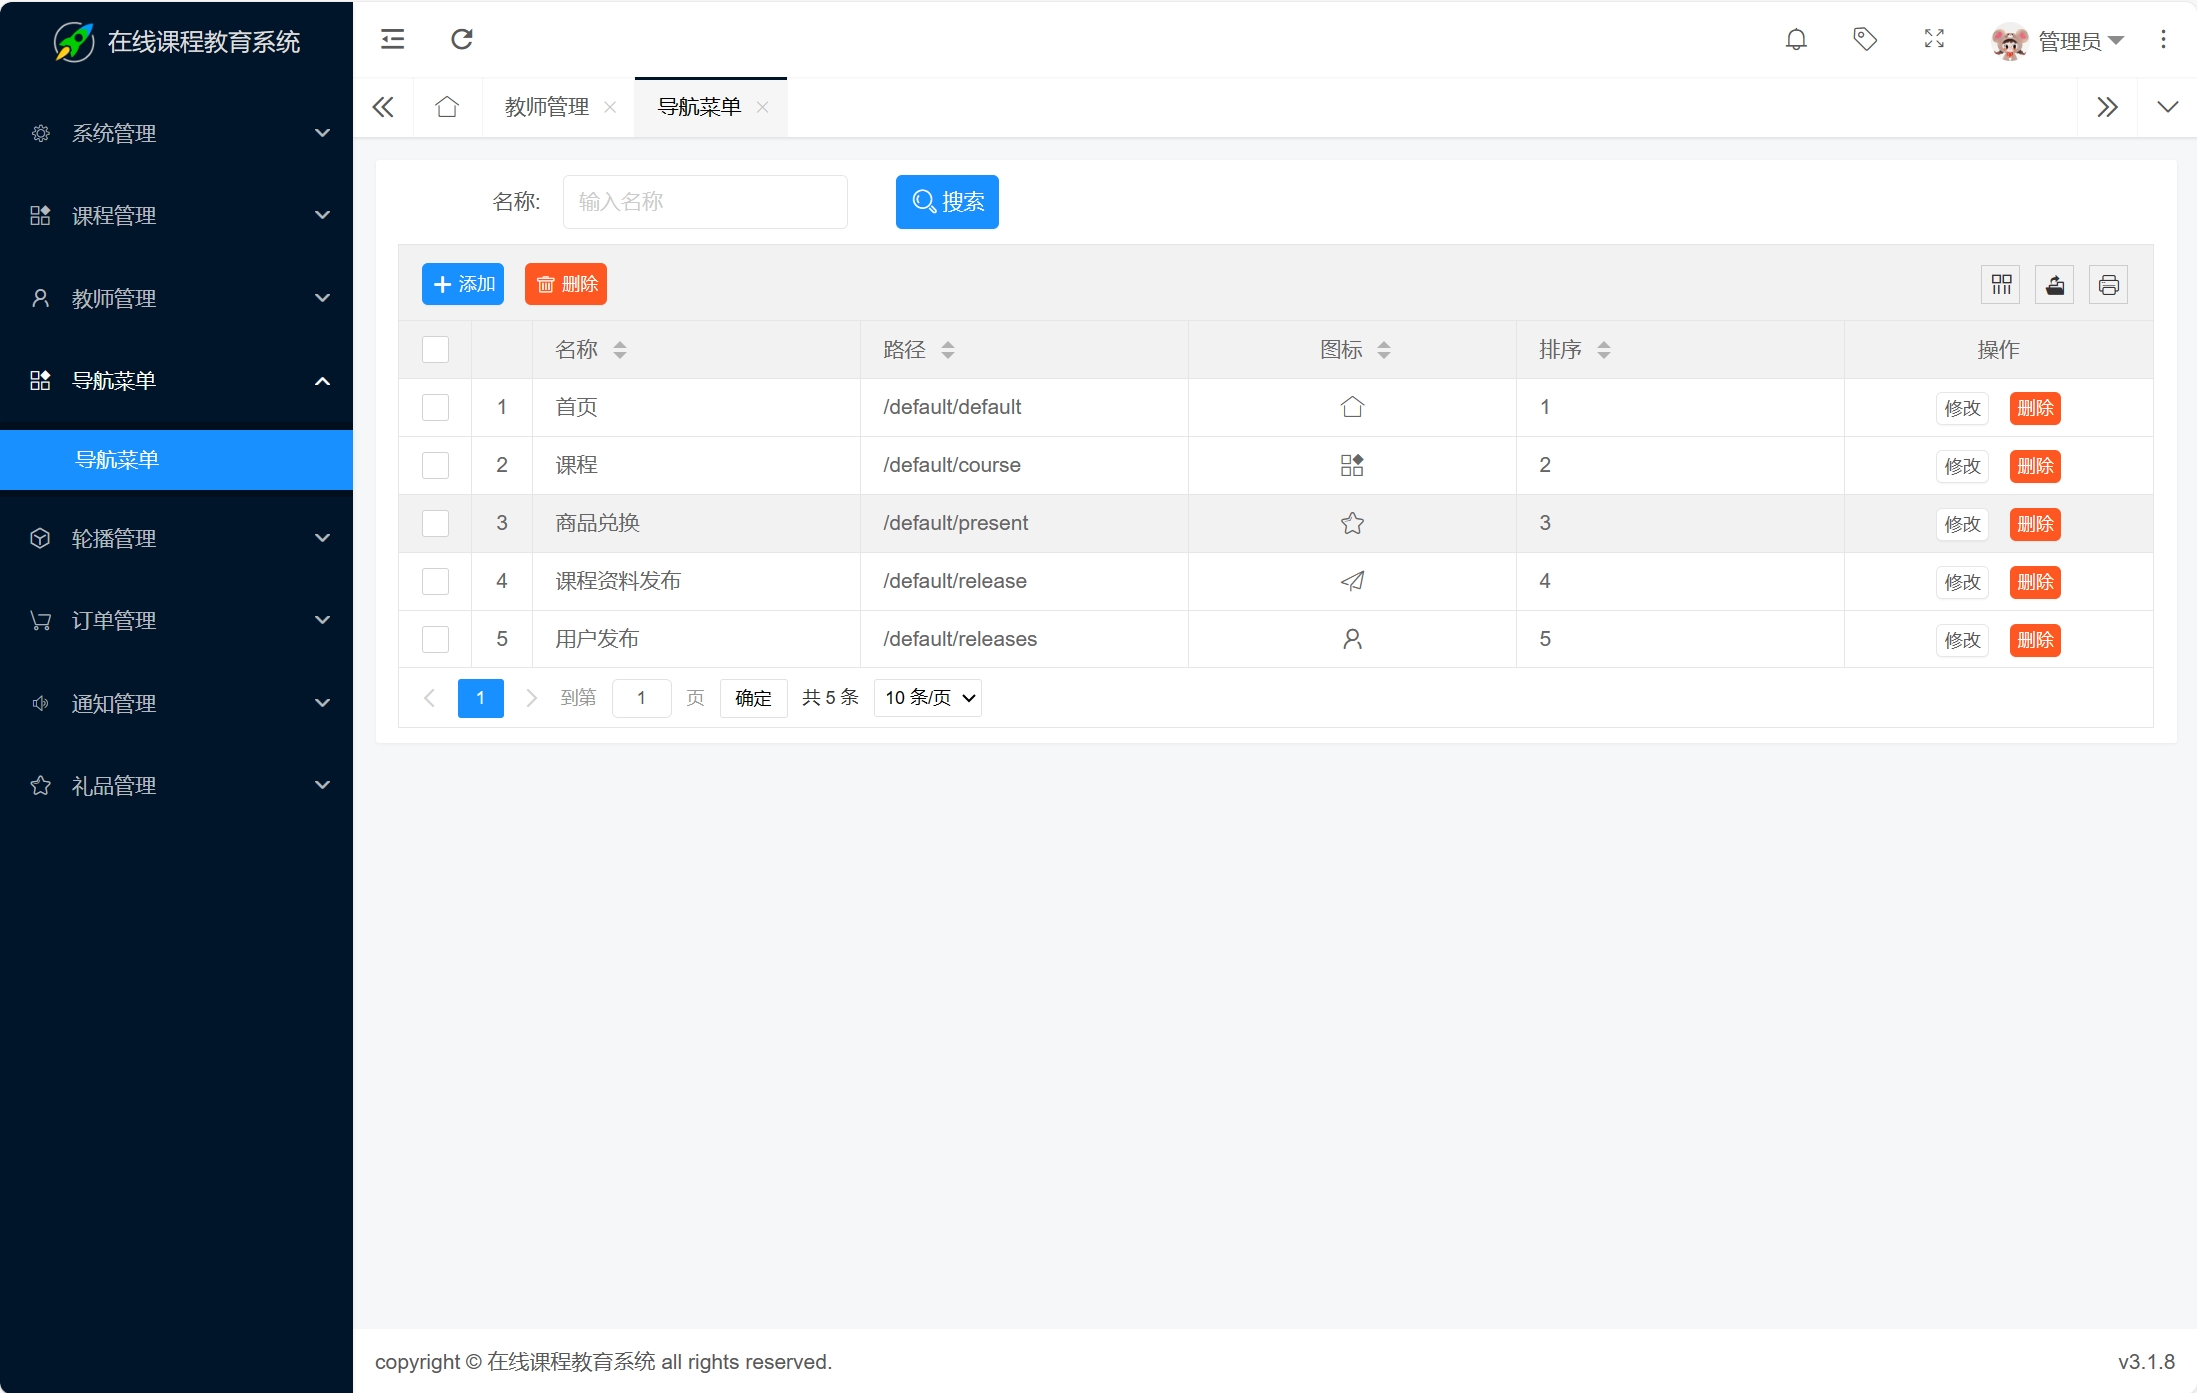 在线课程教育系统
管理员
系统管理
课程管理
教师管理
导航菜单
导航菜单
轮播管理
订单管理
通知管理
礼品管理
教师管理 导航菜单
名称: 输入名称 搜索
添加 删除
名称 路径 图标 排序 操作
1 首页 /default/default 1 修改 删除
2 课程 /default/course 2 修改 删除
3 商品兑换 /default/present 3 修改 删除
4 课程资料发布 /default/release 4 修改 删除
5 用户发布 /default/releases 5 修改 删除
1 到第 1 页 确定 共 5 条 10 条/页
copyright © 在线课程教育系统 all rights reserved. v3.1.8